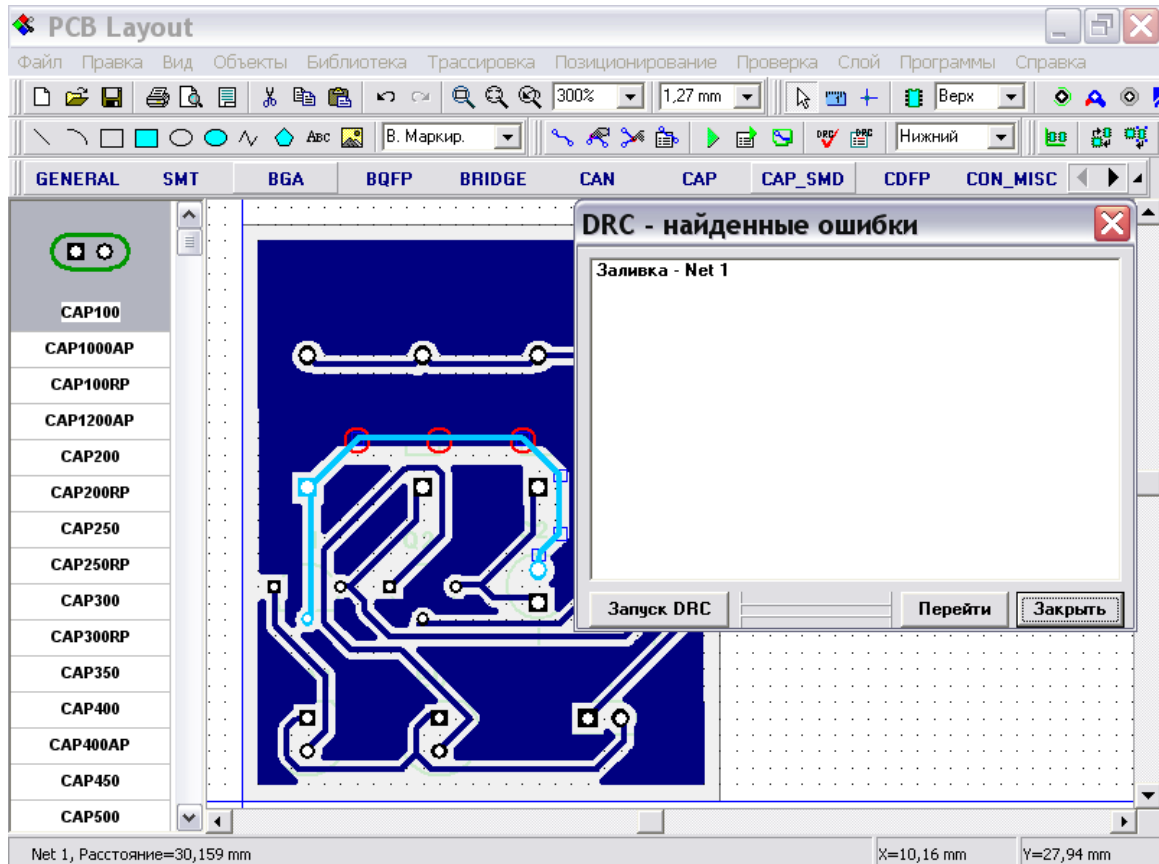 PCB Layout
Файл Правка Вид Объекты Библиотека Трассировка Позиционирование Проверка Слой Программы Справка
300% 1,27 mm Верх
ABC В. Маркир. DRC DRC Нижний
GENERAL SMT BGA BQFP BRIDGE CAN CAP CAP_SMD CDFP CON_MISC
CAP100
CAP1000AP
CAP100RP
CAP1200AP
CAP200
CAP200RP
CAP250
CAP250RP
CAP300
CAP300RP
CAP350
CAP400
CAP400AP
CAP450
CAP500
DRC - найденные ошибки
Заливка - Net 1
Запуск DRC Перейти Закрыть
Net 1, Расстояние=30,159 mm X=10,16 mm Y=27,94 mm